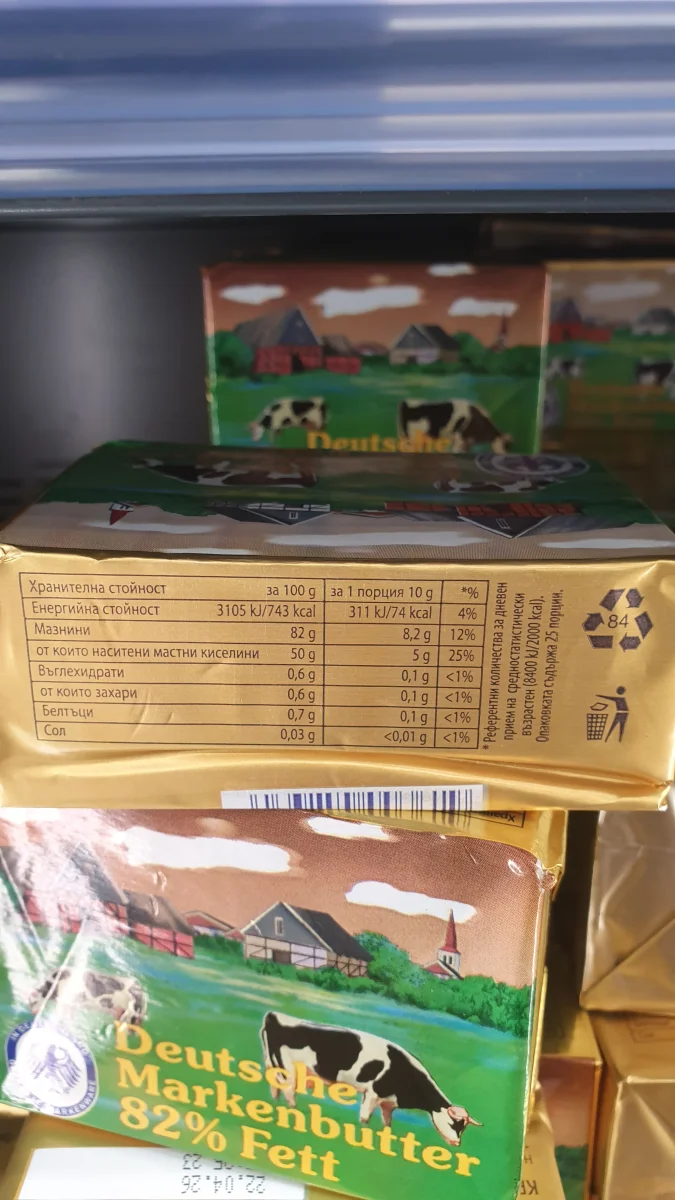 Deutsche
Хранителна стойност за 100 g за 1 порция 10 g *%
Енергийна стойност 3105 kJ/743 kcal 311 kJ/74 kcal 4%
Мазнини 82 g 8,2 g 12%
от които наситени мастни киселини 50 g 5 g 25%
Въглехидрати 0,6 g 0,1 g <1%
от които захари 0,6 g 0,1 g <1%
Белтъци 0,7 g 0,1 g <1%
Сол 0,03 g <0,01 g <1%
* Референтни количества за дневен
прием на средностатистически
възрастен (8400 kJ/2000 kcal).
Опаковката съдържа 25 порции.
84
Deutsche
Markenbutter
82% Fett
22.04.26